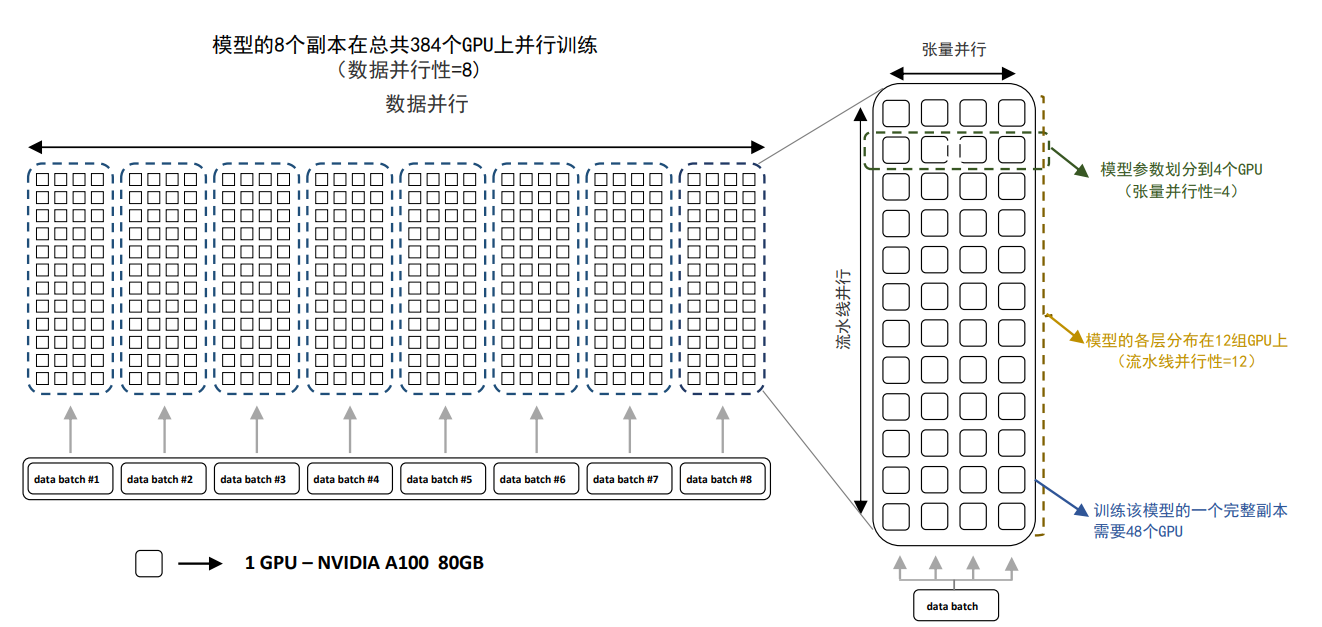 模型的8个副本在总共384个GPU上并行训练
（数据并行性=8）
数据并行
data batch #1
data batch #2
data batch #3
data batch #4
data batch #5
data batch #6
data batch #7
data batch #8
1 GPU – NVIDIA A100 80GB
张量并行
流水线并行
模型参数划分到4个GPU
（张量并行性=4）
模型的各层分布在12组GPU上
（流水线并行性=12）
训练该模型的一个完整副本
需要48个GPU
data batch